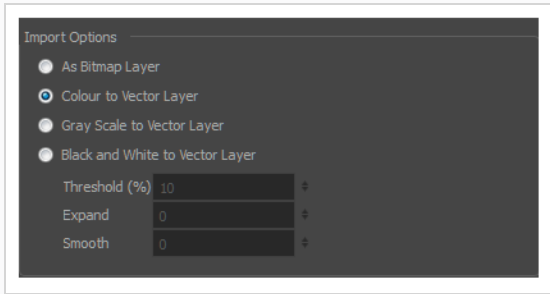 Import Options
As Bitmap Layer
Colour to Vector Layer
Gray Scale to Vector Layer
Black and White to Vector Layer
Threshold (%) 10
Expand 0
Smooth 0